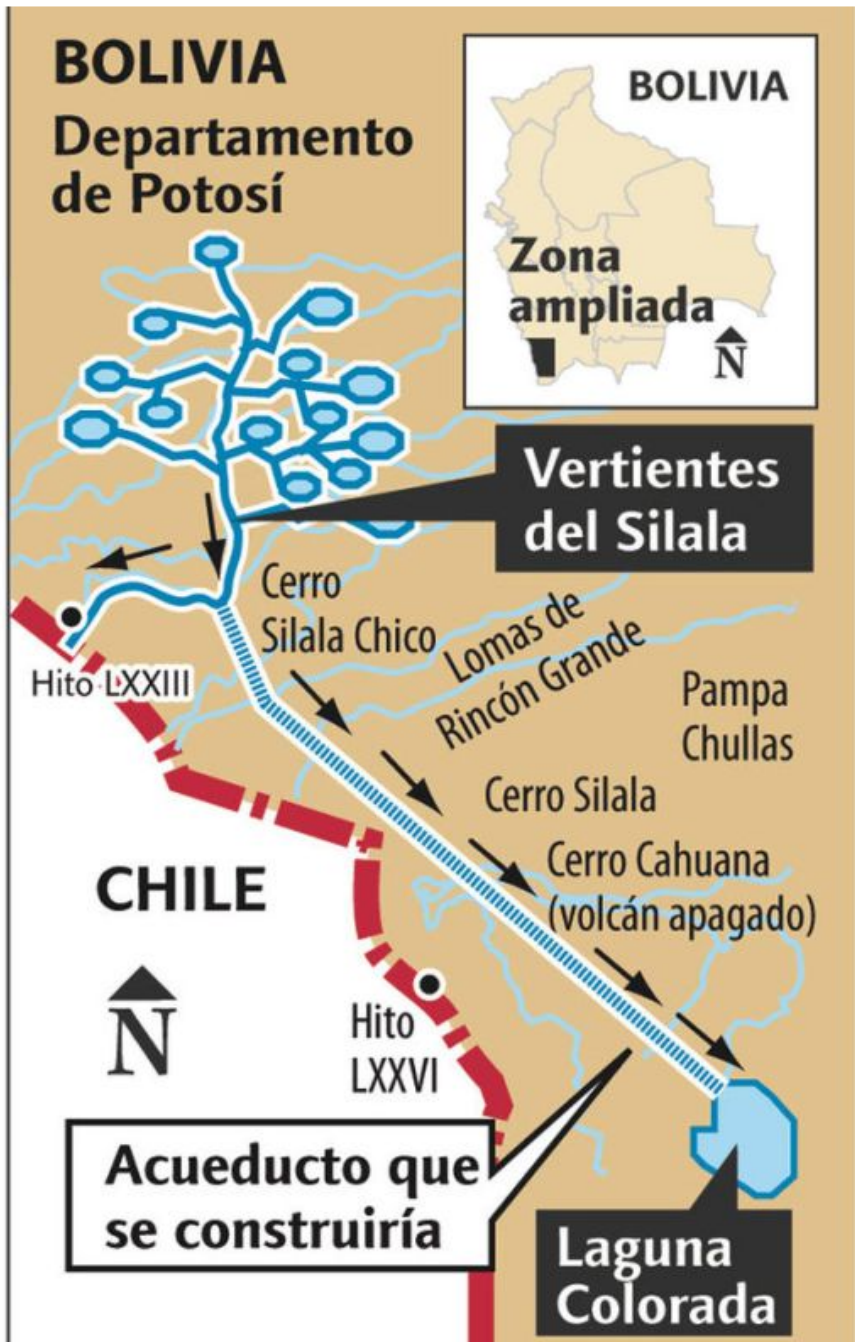 BOLIVIA
Departamento
de Potosí
BOLIVIA
Zona
ampliada
N
Vertientes
del Silala
Cerro
Silala Chico
Lomas de
Rincón Grande
Hito LXXIII
Pampa
Chullas
Cerro Silala
CHILE
Cerro Cahuana
(volcán apagado)
N
Hito
LXXVI
Acueducto que
se construiría
Laguna
Colorada